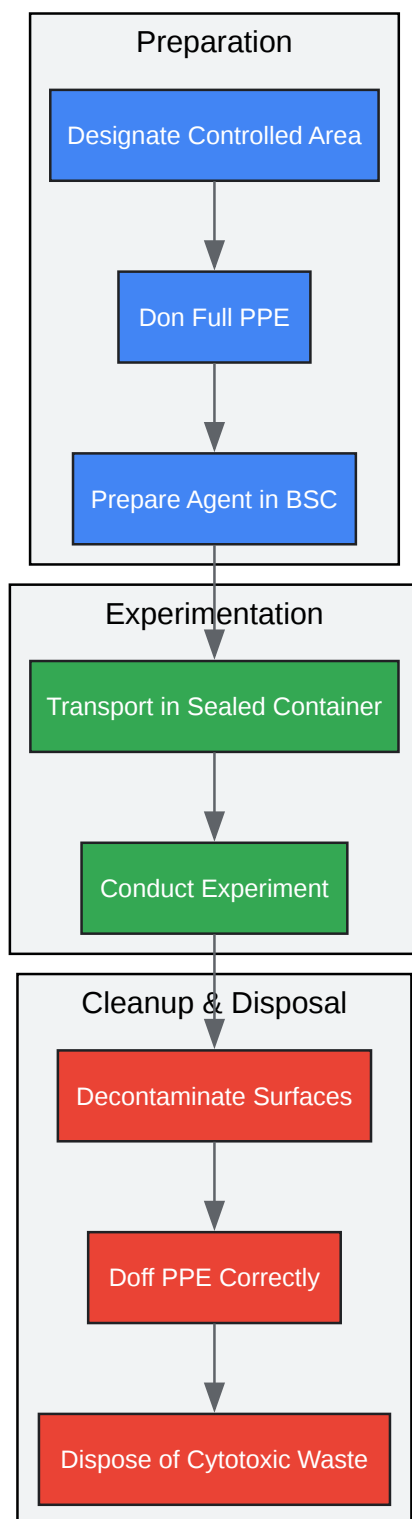 Preparation
Designate Controlled Area
Don Full PPE
Prepare Agent in BSC
Experimentation
Transport in Sealed Container
Conduct Experiment
Cleanup & Disposal
Decontaminate Surfaces
Doff PPE Correctly
Dispose of Cytotoxic Waste